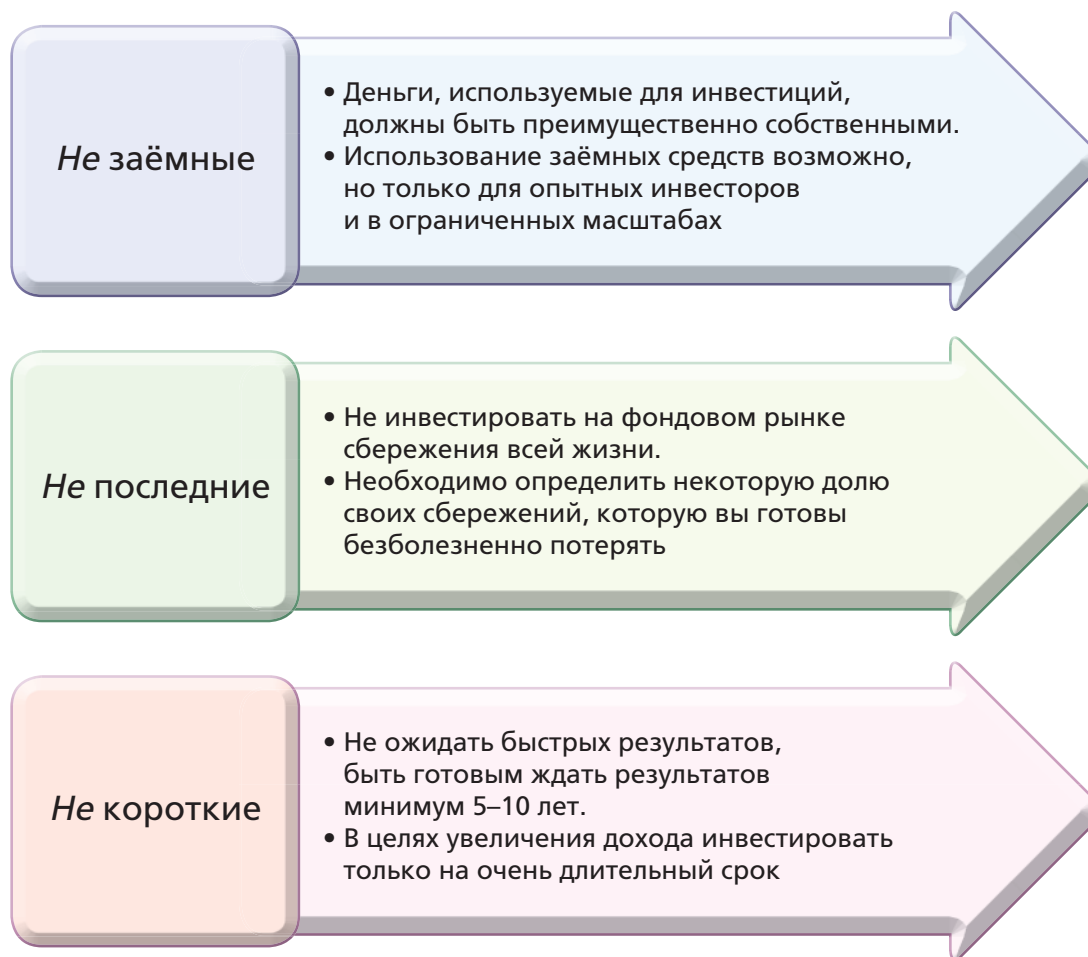 Не заёмные
• Деньги, используемые для инвестиций,
должны быть преимущественно собственными.
• Использование заёмных средств возможно,
но только для опытных инвесторов
и в ограниченных масштабах
Не последние
• Не инвестировать на фондовом рынке
сбережения всей жизни.
• Необходимо определить некоторую долю
своих сбережений, которую вы готовы
безболезненно потерять
Не короткие
• Не ожидать быстрых результатов,
быть готовым ждать результатов
минимум 5–10 лет.
• В целях увеличения дохода инвестировать
только на очень длительный срок